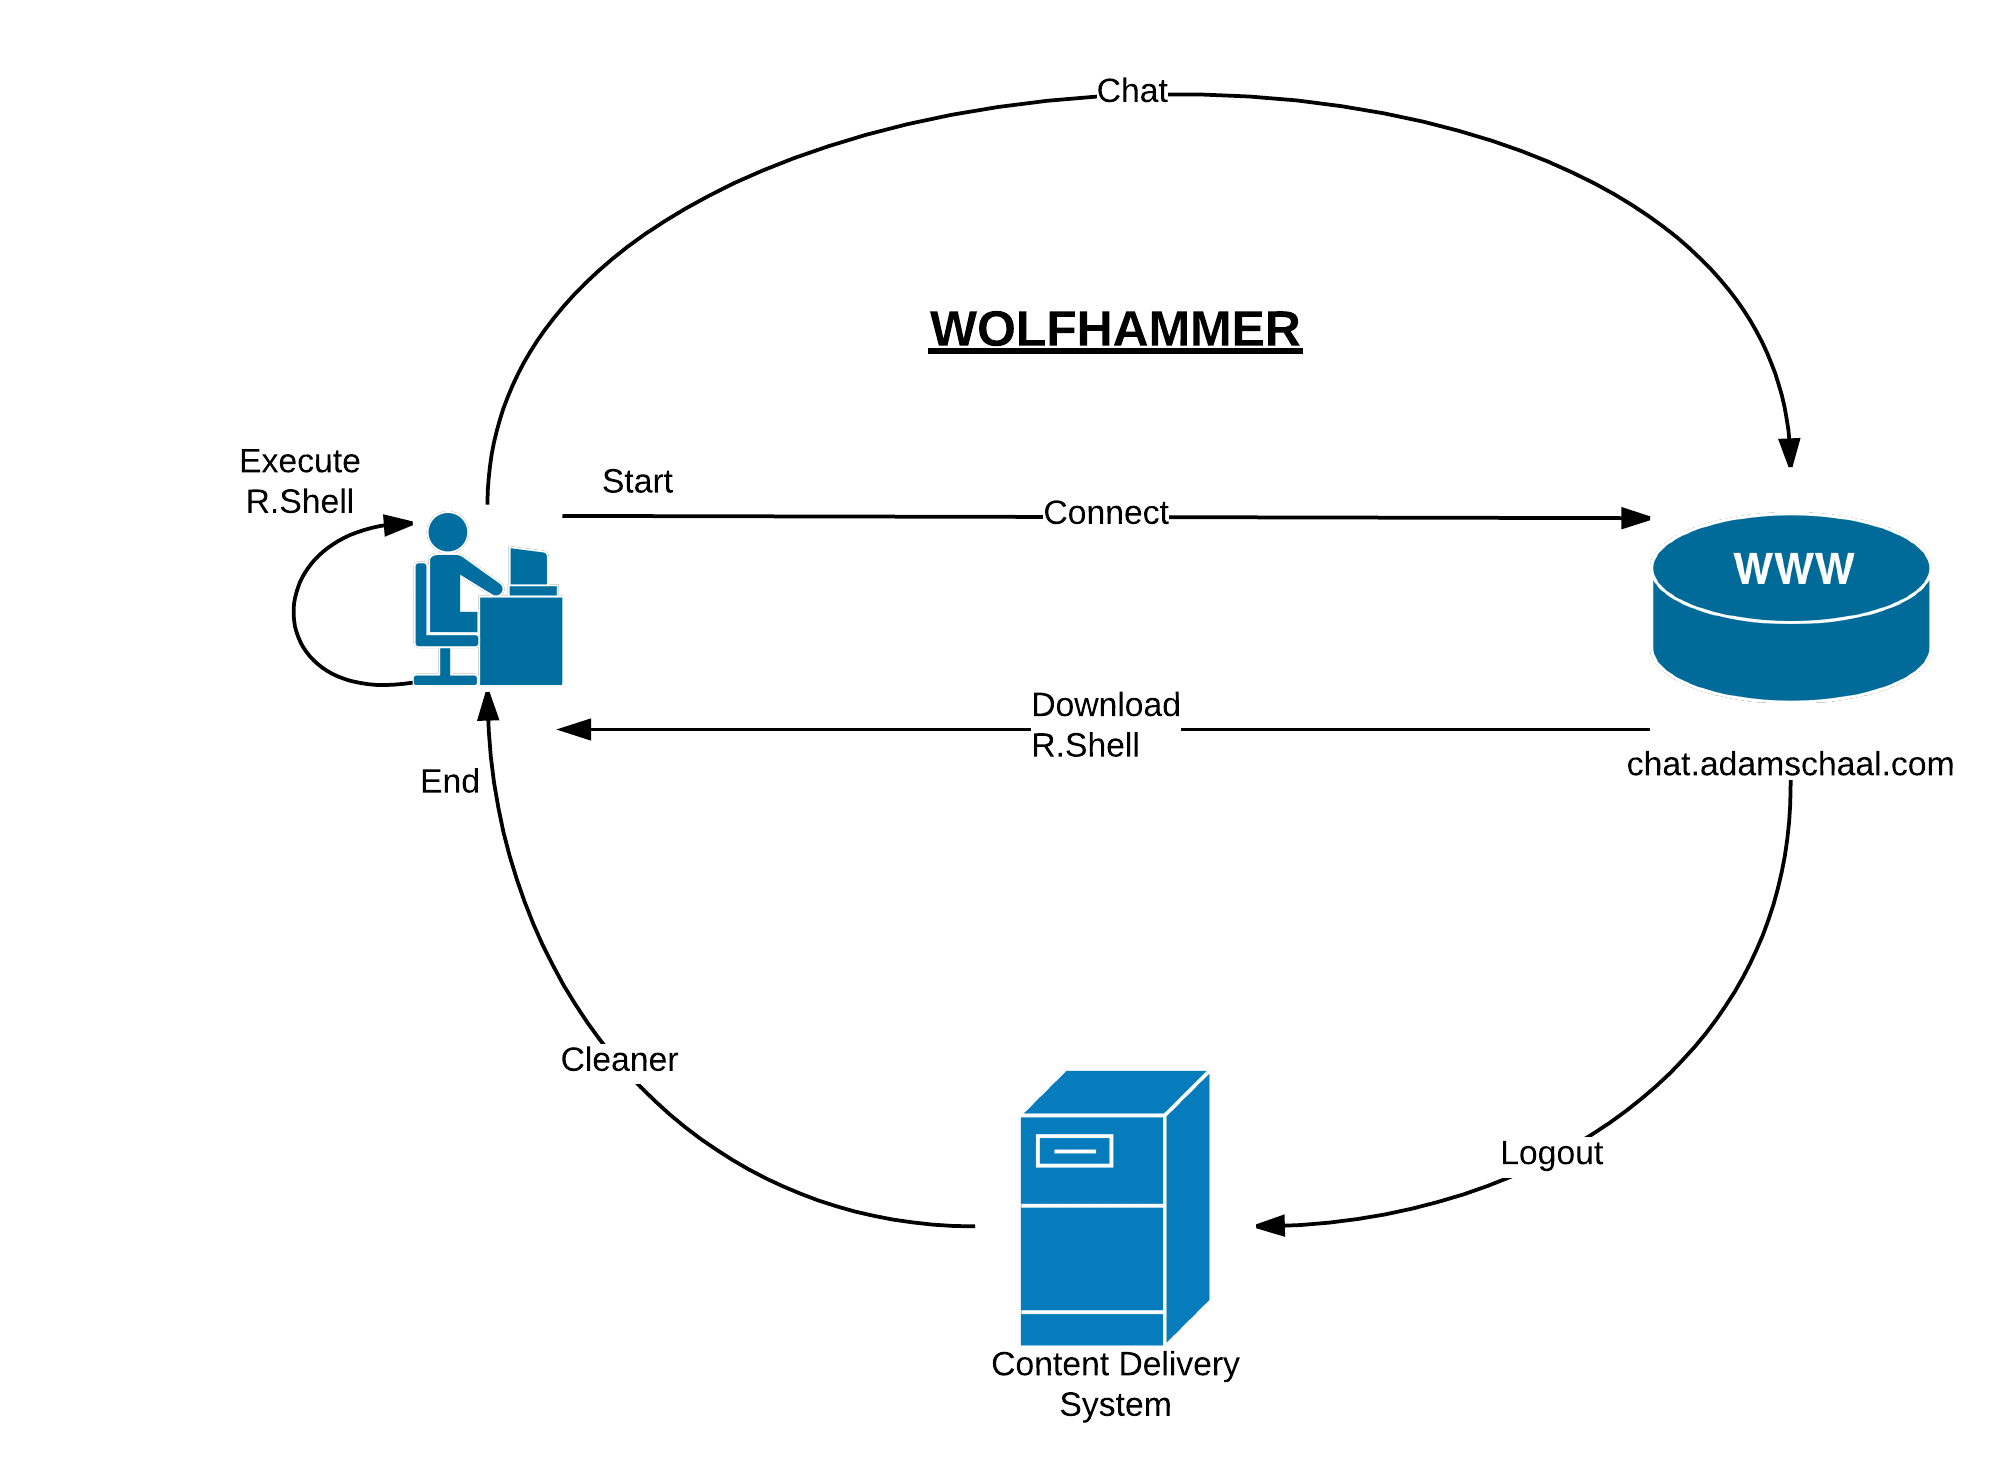 Chat
WOLFHAMMER
Execute
R.Shell
Start
Connect
WWW
Download
R.Shell
chat.adamschaal.com
End
Cleaner
Logout
Content Delivery
System